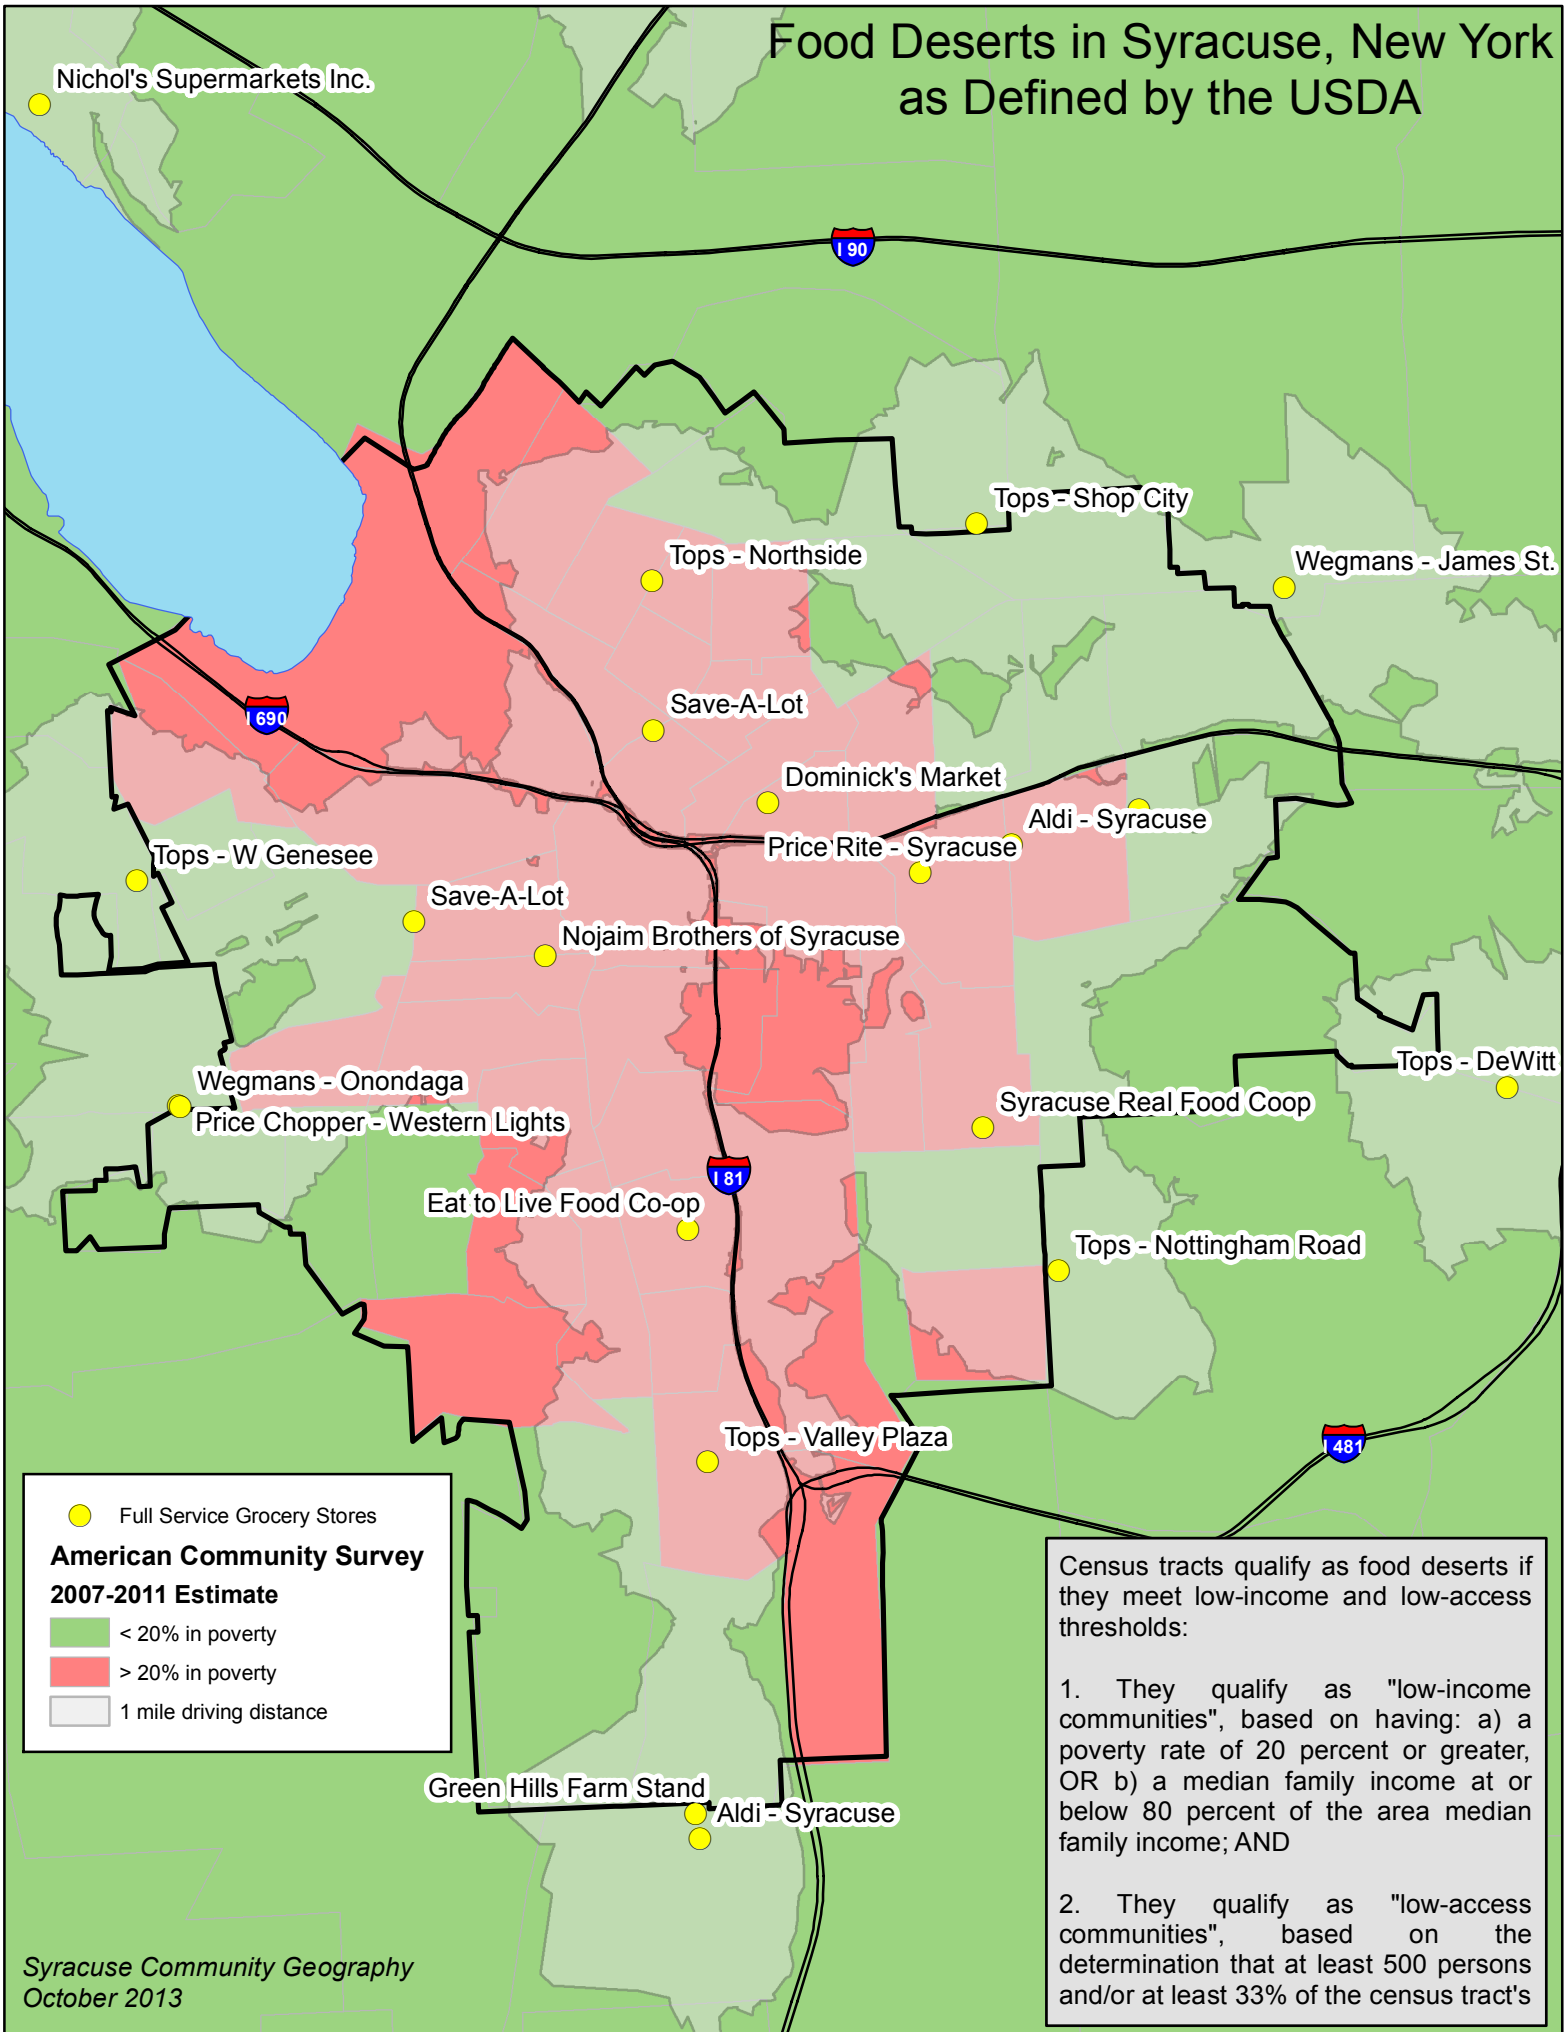 Food Deserts in Syracuse, New York
as Defined by the USDA
Nichol's Supermarkets Inc.
I 90
Tops - Shop City
Tops - Northside
Wegmans - James St.
Save-A-Lot
I 690
Dominick's Market
Aldi - Syracuse
Price Rite - Syracuse
Tops - W Genesee
Save-A-Lot
Nojaim Brothers of Syracuse
Tops - DeWitt
Wegmans - Onondaga
Syracuse Real Food Coop
Price Chopper - Western Lights
I 81
Eat to Live Food Co-op
Tops - Nottingham Road
Tops - Valley Plaza
I 481
Full Service Grocery Stores
American Community Survey
2007-2011 Estimate
< 20% in poverty
> 20% in poverty
1 mile driving distance
Green Hills Farm Stand
Aldi - Syracuse
Census tracts qualify as food deserts if
they meet low-income and low-access
thresholds:
1. They qualify as "low-income
communities", based on having: a) a
poverty rate of 20 percent or greater,
OR b) a median family income at or
below 80 percent of the area median
family income; AND
2. They qualify as "low-access
communities", based on the
determination that at least 500 persons
and/or at least 33% of the census tract's
Syracuse Community Geography
October 2013